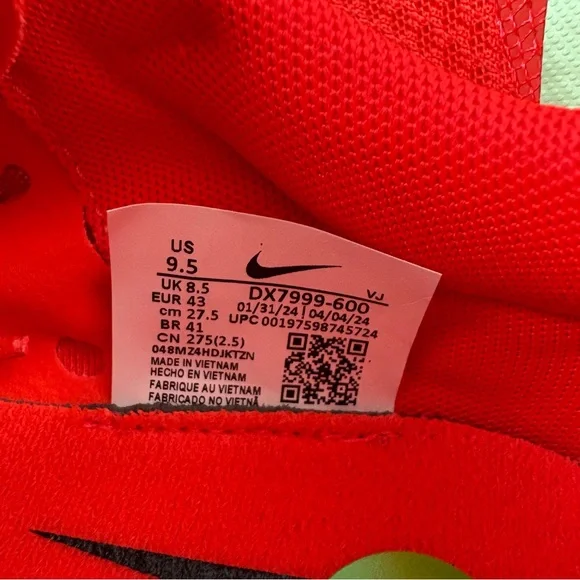 US
9.5
UK 8.5
EUR 43
cm 27.5
BR 41
CN 275(2.5)
048MZ4HDJKTZN
MADE IN VIETNAM
HECHO EN VIETNAM
FABRIQUE AU VIETNAM
FABRICADO NO VIETNÃ
VJ
DX7999-600
01/31/24 | 04/04/24
UPC 00197598745724